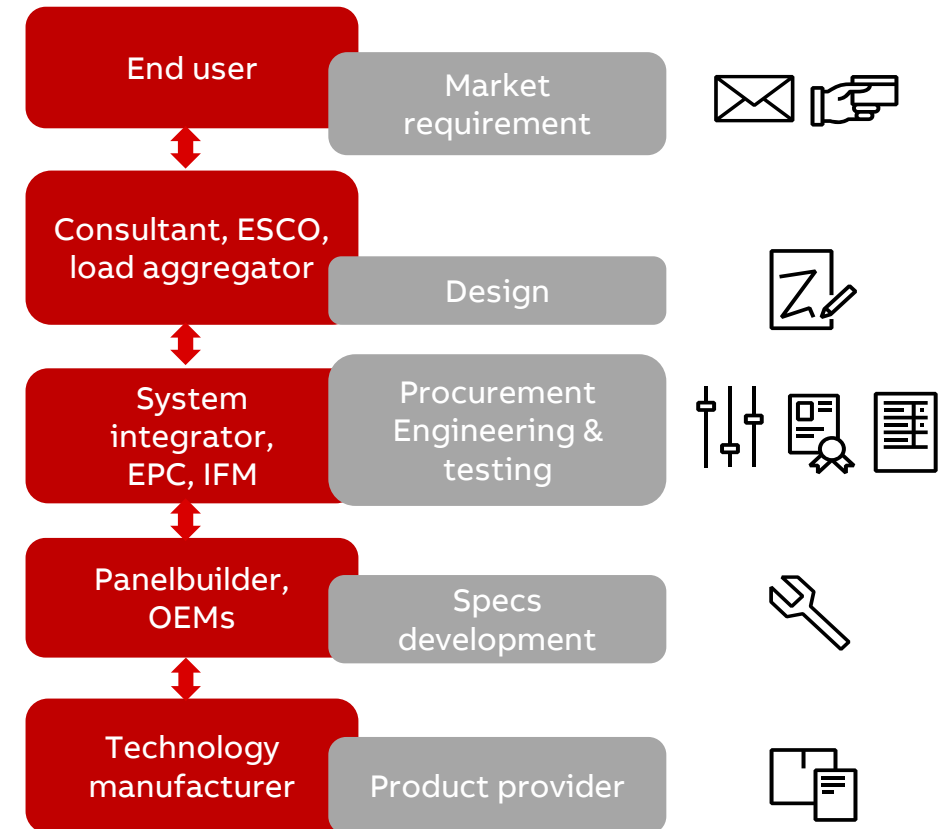 End user
Market
requirement
Consultant, ESCO,
load aggregator
Design
System
integrator,
EPC, IFM
Procurement
Engineering &
testing
Panelbuilder,
OEMs
Specs
development
Technology
manufacturer
Product provider